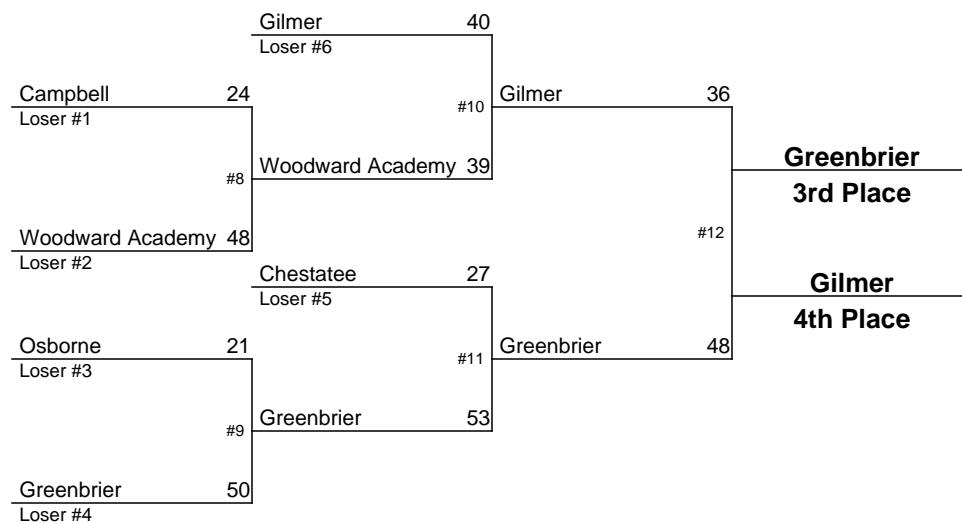 Gilmer 40
Loser #6
Campbell 24
Loser #1
#10
Gilmer 36
#8
Woodward Academy 39
Greenbrier
3rd Place
Woodward Academy 48
Loser #2
#12
Chestatee 27
Loser #5
Gilmer
4th Place
Osborne 21
Loser #3
#11
Greenbrier 48
#9
Greenbrier 53
Greenbrier 50
Loser #4